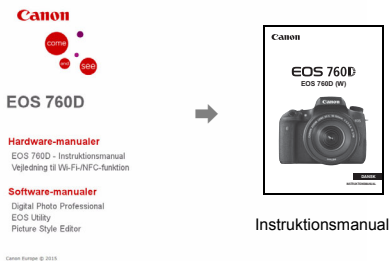 Canon
come
and
see
EOS 760D
Hardware-manualer
EOS 760D - Instruktionsmanual
Vejledning til Wi-Fi-/NFC-funktion
Software-manualer
Digital Photo Professional
EOS Utility
Picture Style Editor
Canon Europe @ 2015
Canon
EOS 760D
EOS 760D (W)
Canon
DANSK
INSTRUKTIONSMANUAL
Instruktionsmanual